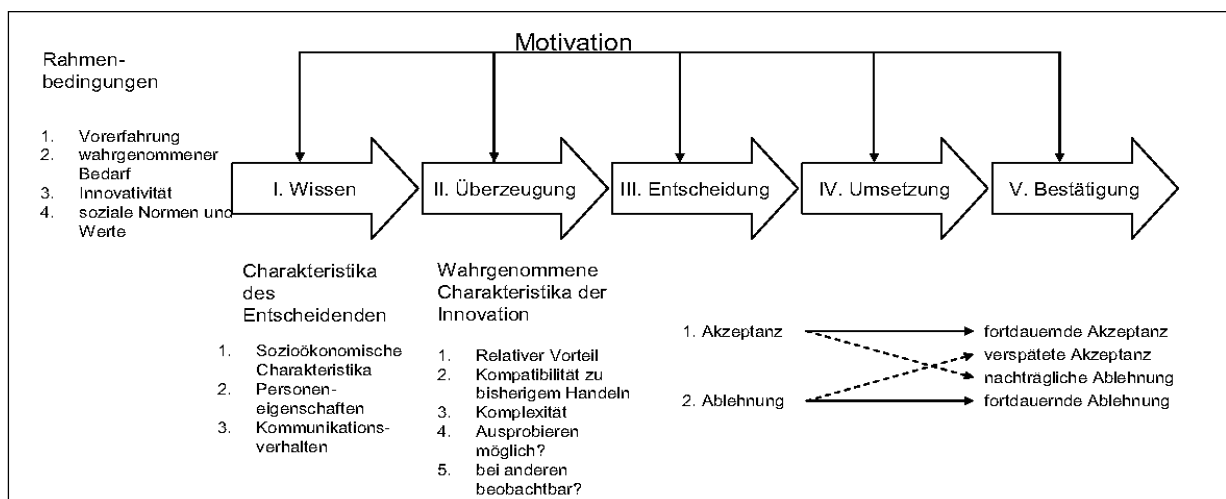 Motivation
Rahmen-
bedingungen
1. Vorerfahrung
2. wahrgenommener
Bedarf
3. Innovativität
4. soziale Normen und
Werte
I. Wissen
II. Überzeugung
III. Entscheidung
IV. Umsetzung
V. Bestätigung
Charakteristika
des
Entscheidenden
1. Sozioökonomische
Charakteristika
2. Personen-
eigenschaften
3. Kommunikations-
verhalten
Wahrgenommene
Charakteristika der
Innovation
1. Relativer Vorteil
2. Kompatibilität zu
bisherigem Handeln
3. Komplexität
4. Ausprobieren
möglich?
5. bei anderen
beobachtbar?
1. Akzeptanz
2. Ablehnung
fortdauernde Akzeptanz
verspätete Akzeptanz
nachträgliche Ablehnung
fortdauernde Ablehnung